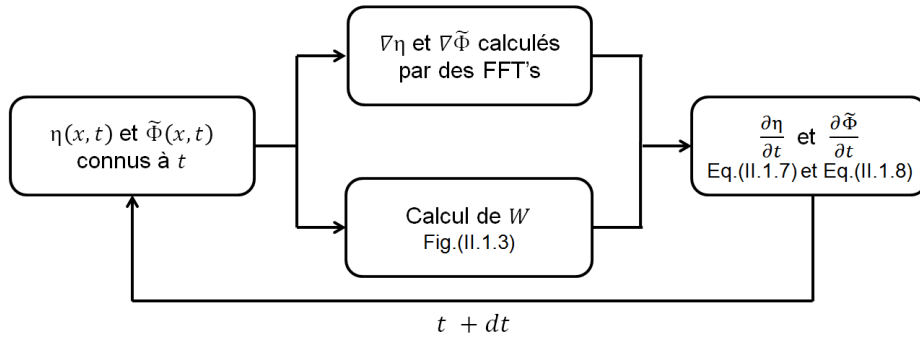 ∇η et ∇Φ̃ calculés
par des FFT's
η(x, t) et Φ̃(x, t)
connus à t
∂η/∂t et ∂Φ̃/∂t
Eq.(II.1.7) et Eq.(II.1.8)
Calcul de W
Fig.(II.1.3)
t + dt